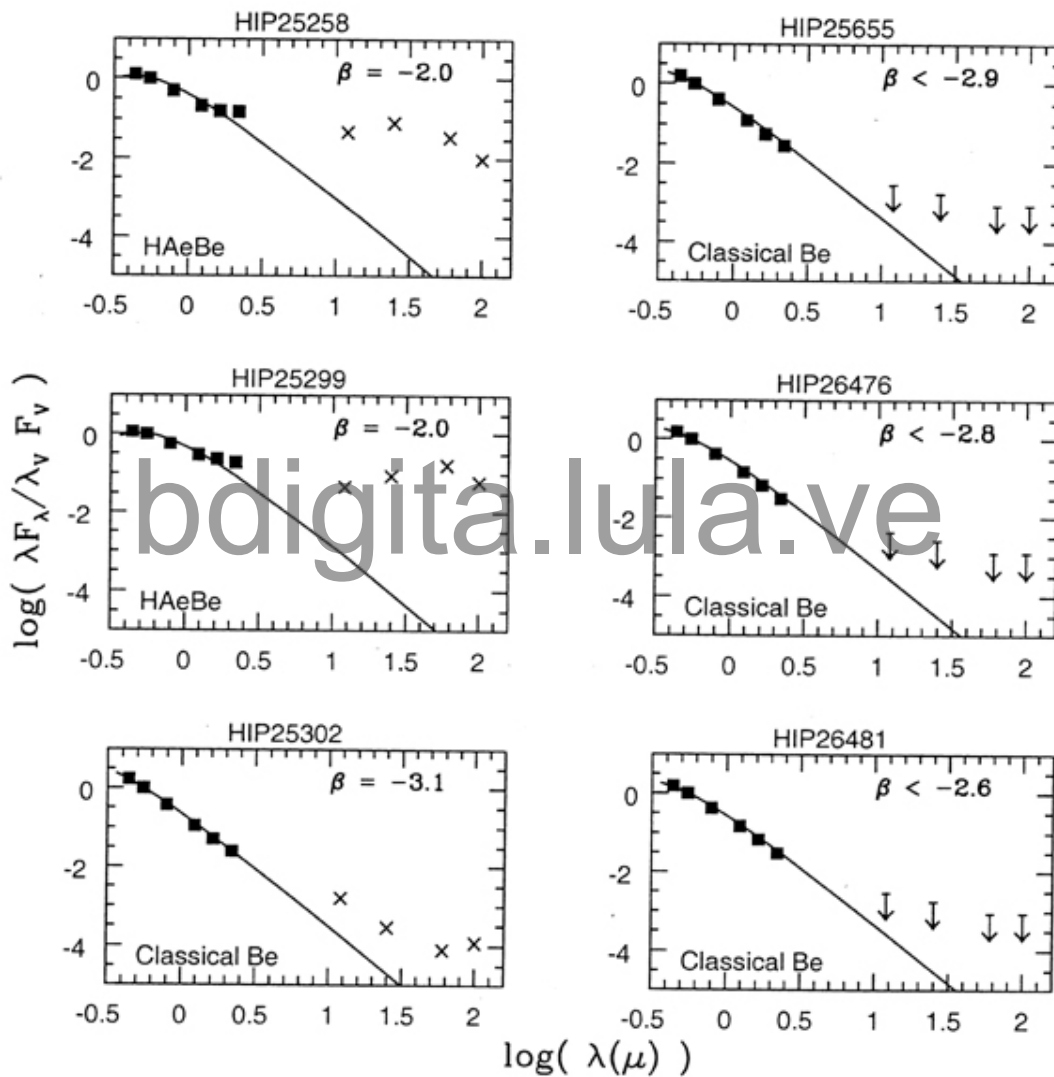 HIP25258
β = −2.0
0
-2
-4
HAeBe
-0.5 0 0.5 1 1.5 2
HIP25655
β < −2.9
0
-2
-4
Classical Be
-0.5 0 0.5 1 1.5 2
HIP25299
β = −2.0
0
-2
-4
HAeBe
-0.5 0 0.5 1 1.5 2
HIP26476
β < −2.8
0
-2
-4
Classical Be
-0.5 0 0.5 1 1.5 2
HIP25302
β = −3.1
0
-2
-4
Classical Be
-0.5 0 0.5 1 1.5 2
HIP26481
β < −2.6
0
-2
-4
Classical Be
-0.5 0 0.5 1 1.5 2
log( λF_λ/λ_V F_V )
log( λ(μ) )
bdigita.lula.ve